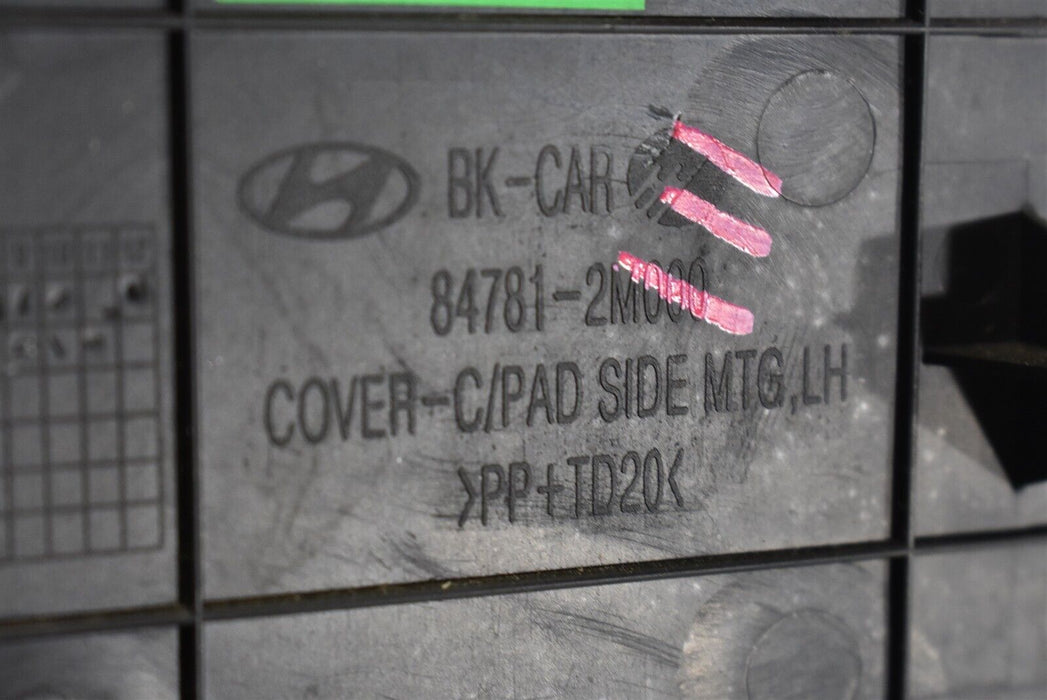 BK-CAR
84781-2M000
COVER-C/PAD SIDE MTG,LH
>PP+TD20<